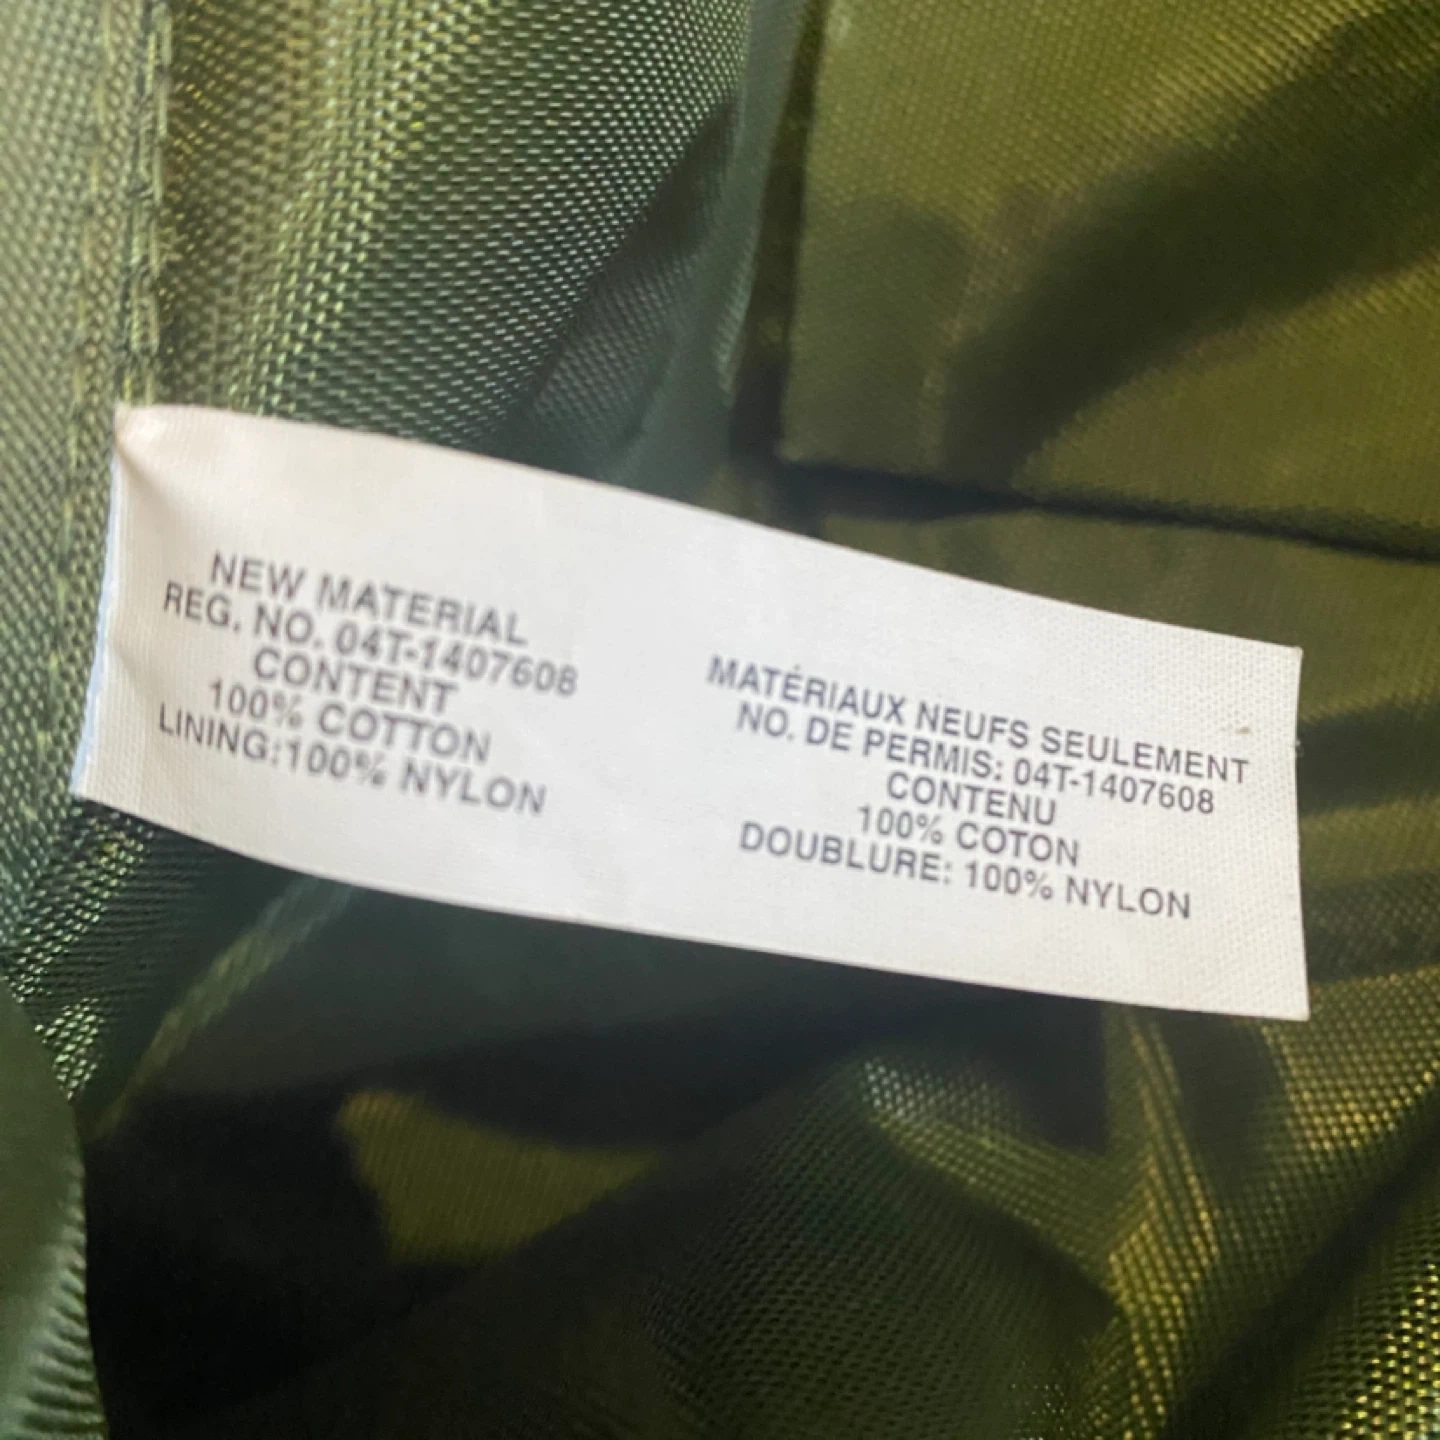 NEW MATERIAL
REG. NO. 04T-1407608
CONTENT
100% COTTON
LINING:100% NYLON
MATÉRIAUX NEUFS SEULEMENT
NO. DE PERMIS: 04T-1407608
CONTENU
100% COTON
DOUBLURE: 100% NYLON